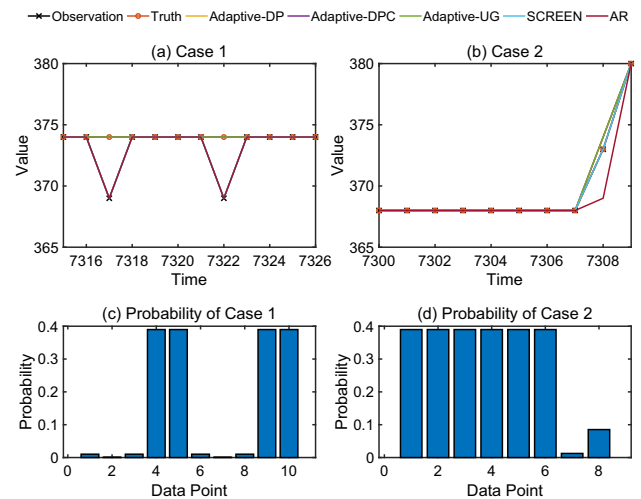 Observation Truth Adaptive-DP Adaptive-DPC Adaptive-UG SCREEN AR
(a) Case 1
(b) Case 2
380
375
370
365
Value
7316 7318 7320 7322 7324 7326
Time
380
375
370
365
Value
7300 7302 7304 7306 7308
Time
(c) Probability of Case 1
(d) Probability of Case 2
0.4
0.3
0.2
0.1
0
Probability
0 2 4 6 8 10
Data Point
0.4
0.3
0.2
0.1
0
Probability
0 2 4 6 8
Data Point